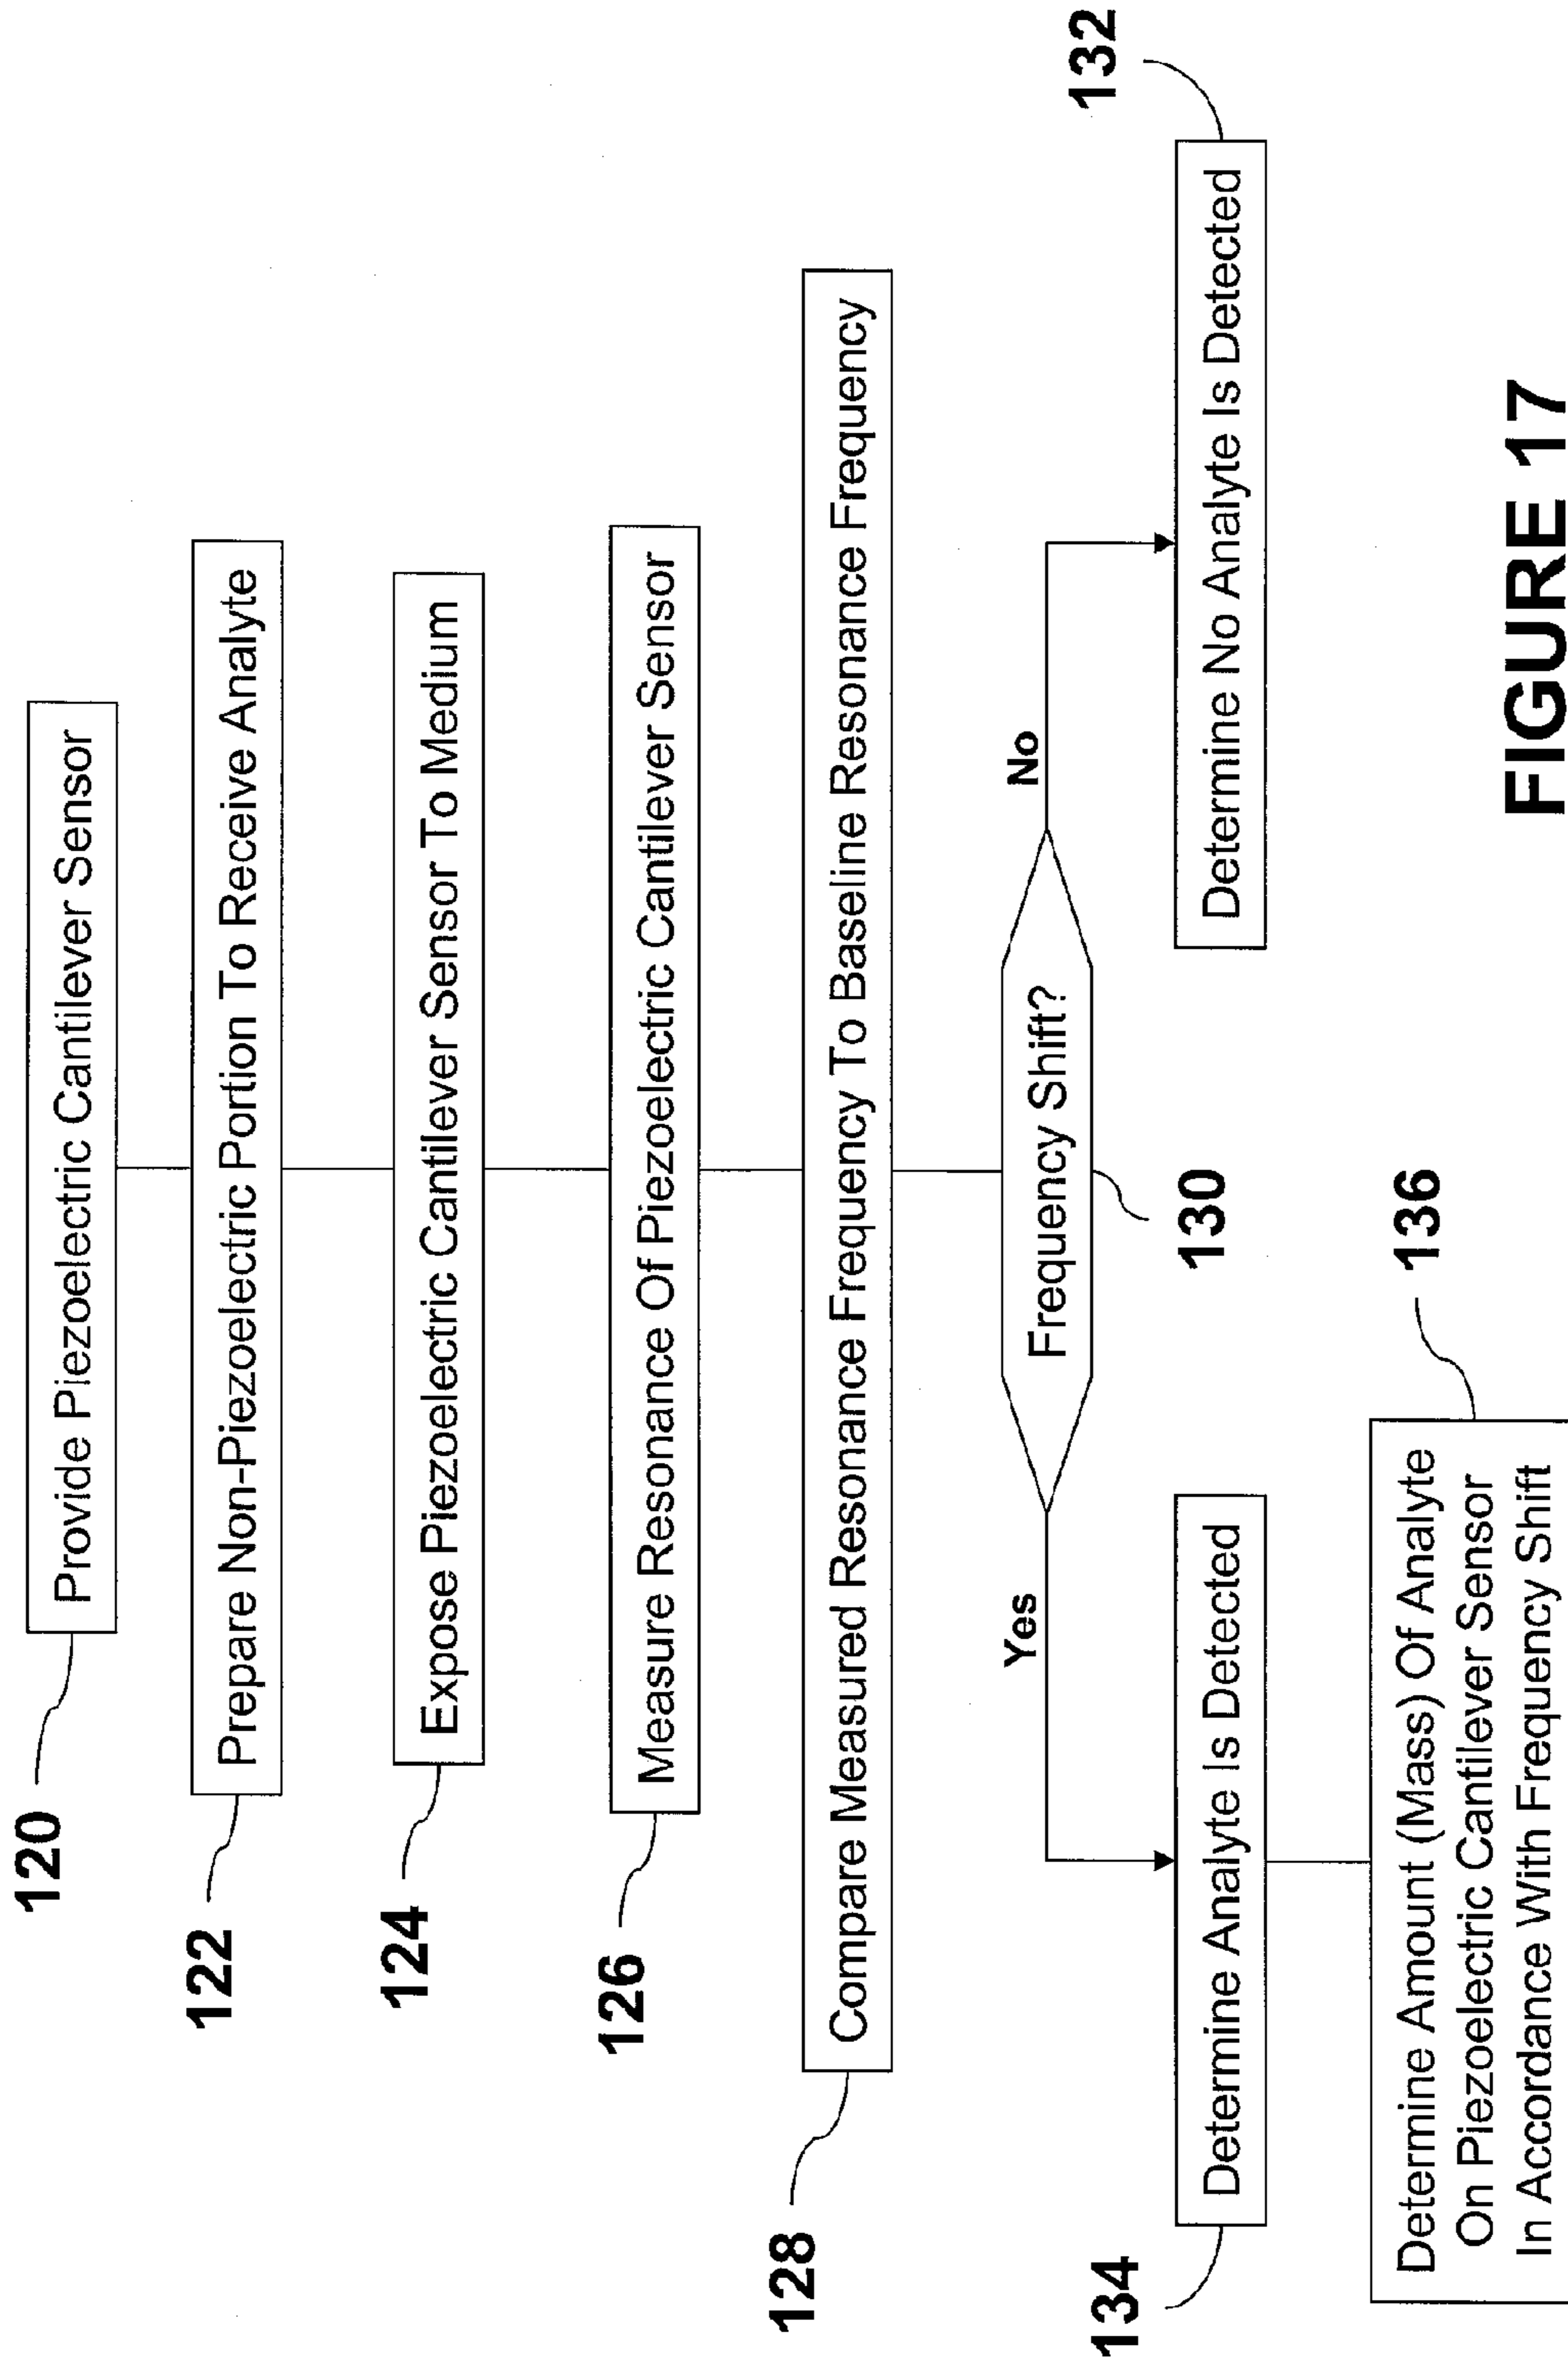 120
Provide Piezoelectric Cantilever Sensor
122
Prepare Non-Piezoelectric Portion To Receive Analyte
124
Expose Piezoelectric Cantilever Sensor To Medium
126
Measure Resonance Of Piezoelectric Cantilever Sensor
128
Compare Measured Resonance Frequency To Baseline Resonance Frequency
Yes
Frequency Shift?
No
130
134
Determine Analyte Is Detected
Determine No Analyte Is Detected
132
Determine Amount (Mass) Of Analyte
On Piezoelectric Cantilever Sensor
In Accordance With Frequency Shift
136
FIGURE 17